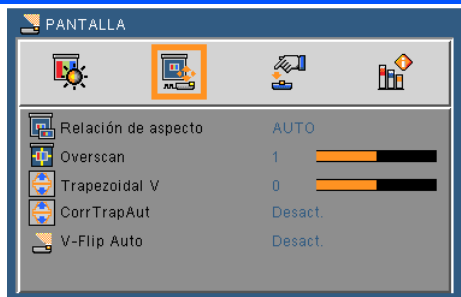 PANTALLA
Relación de aspecto AUTO
Overscan 1
Trapezoidal V 0
CorrTrapAut Desact.
V-Flip Auto Desact.